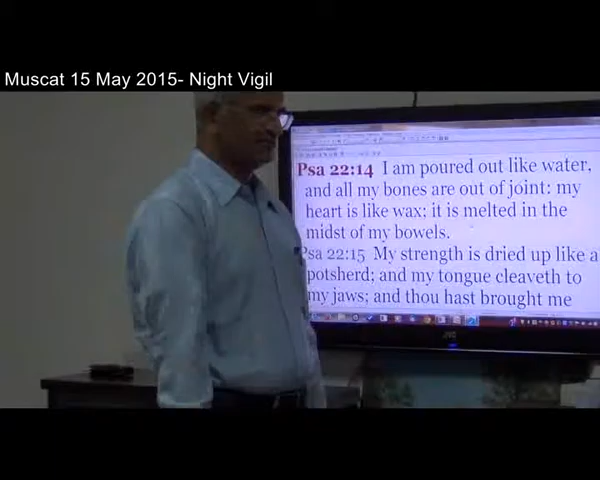 Muscat 15 May 2015- Night Vigil
Psa 22:14 I am poured out like water,
and all my bones are out of joint: my
heart is like wax; it is melted in the
midst of my bowels.
Psa 22:15 My strength is dried up like a
potsherd; and my tongue cleaveth to
my jaws; and thou hast brought me
JVC